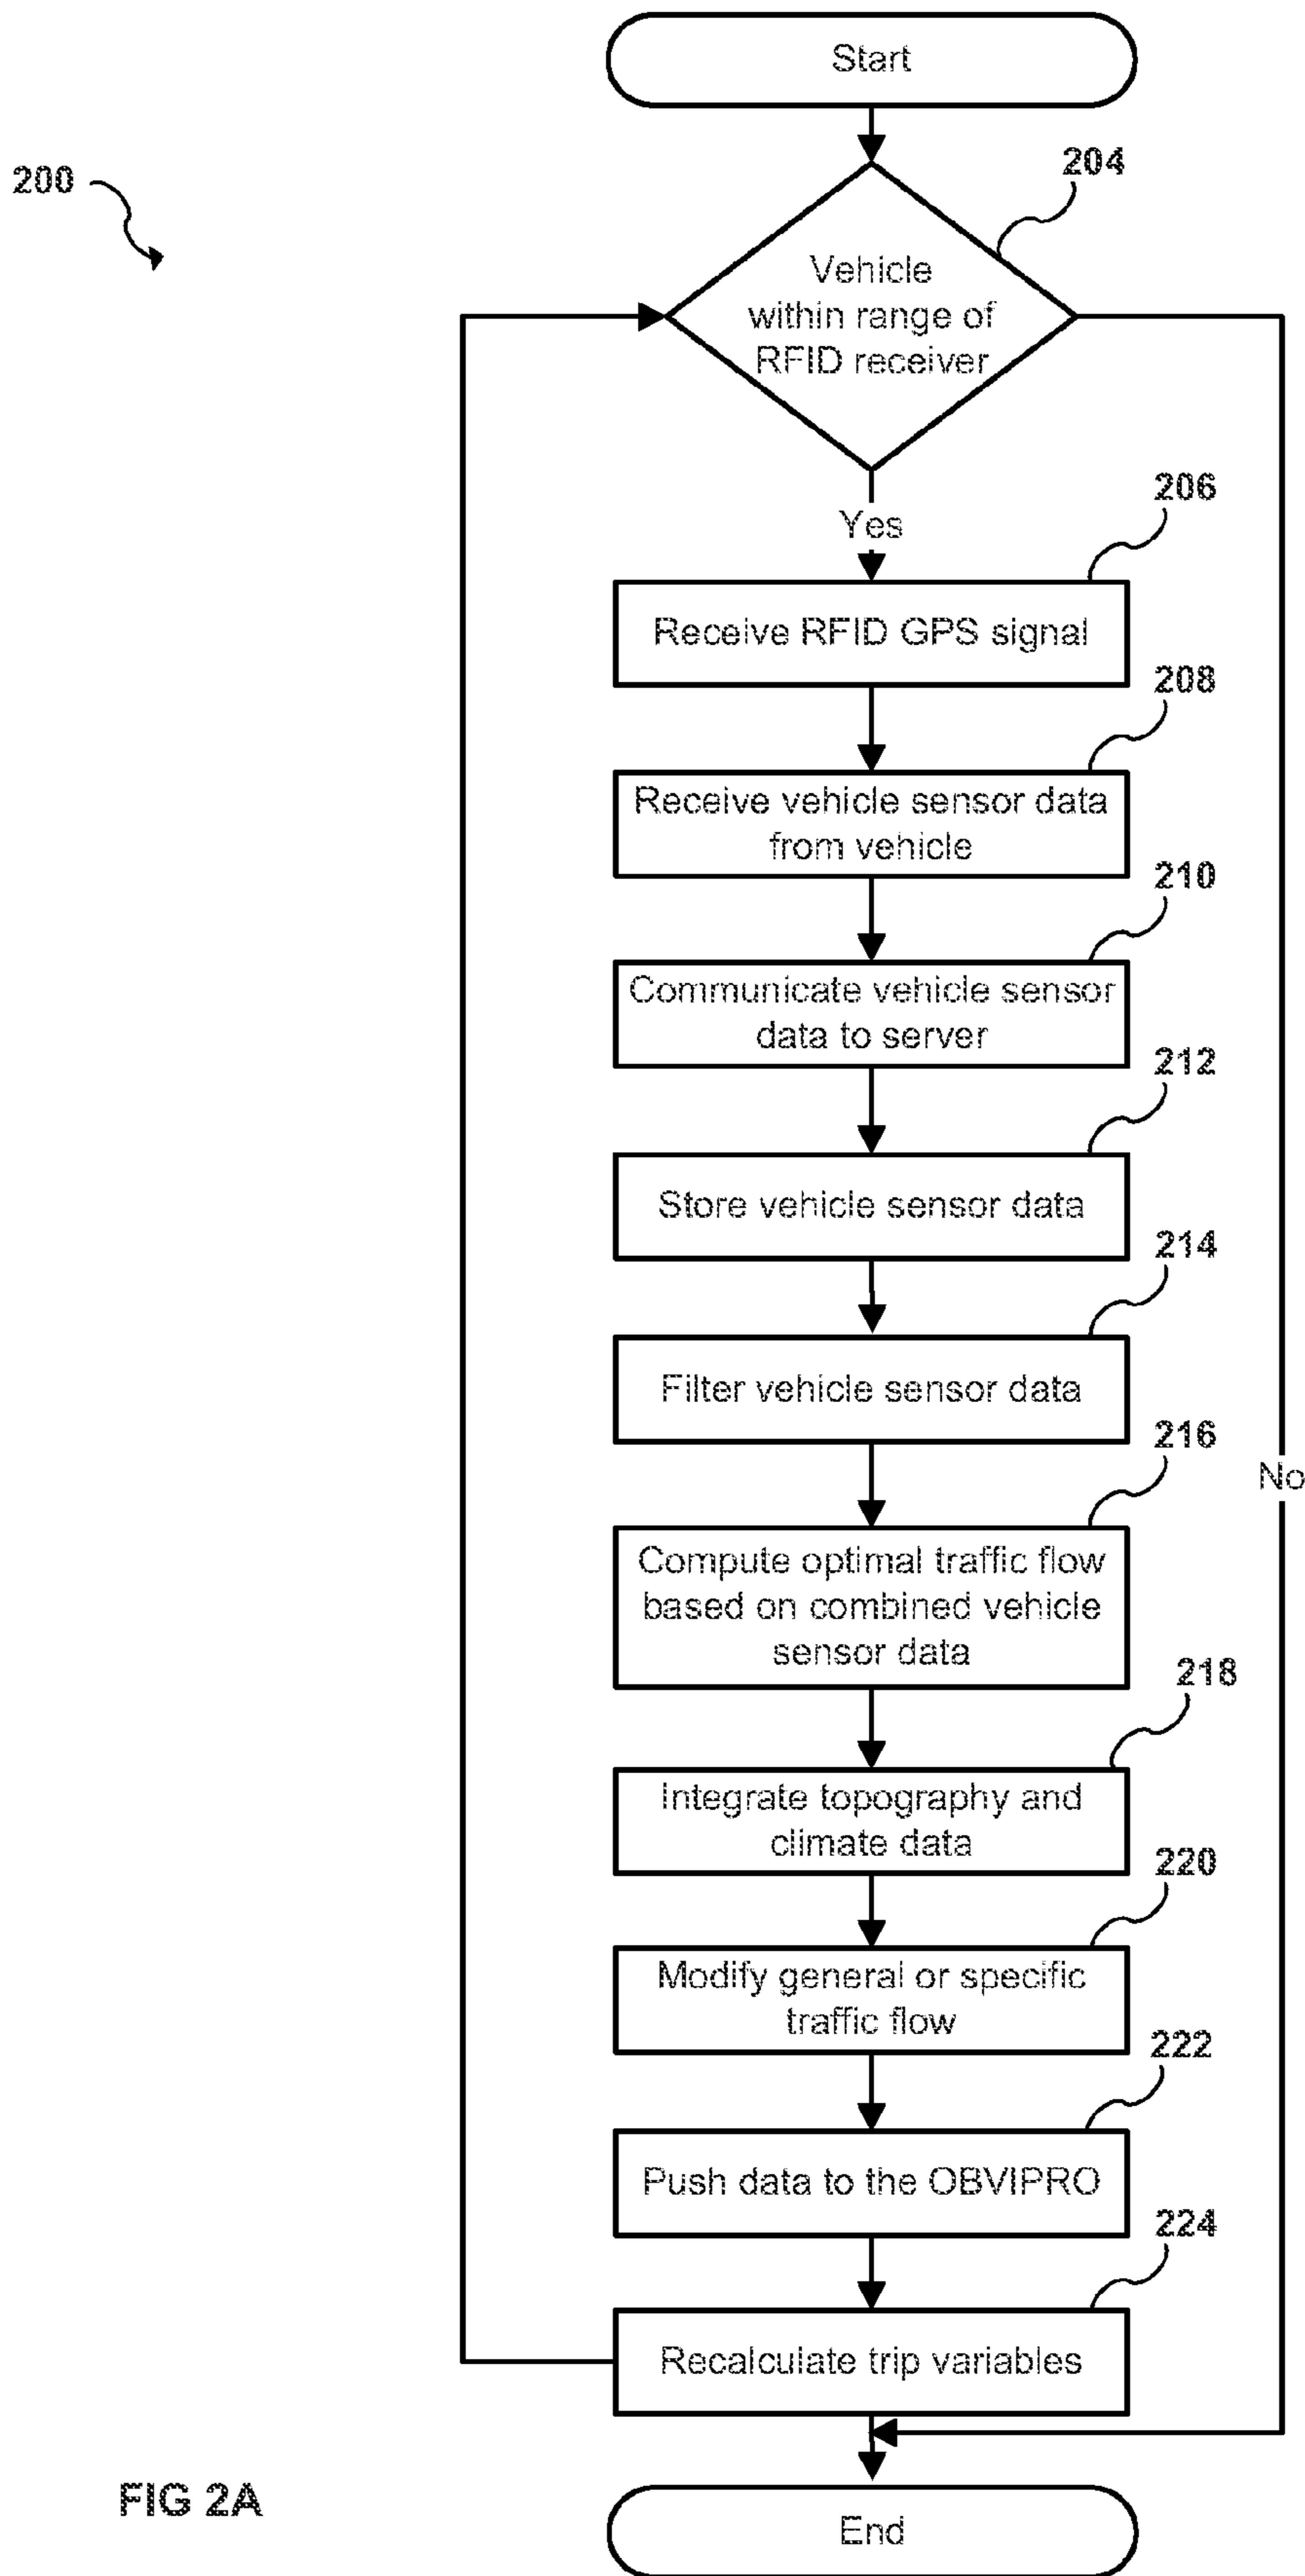 Start
200
204
Vehicle
within range of
RFID receiver
206
Yes
Receive RFID GPS signal
208
Receive vehicle sensor data
from vehicle
210
Communicate vehicle sensor
data to server
212
Store vehicle sensor data
214
Filter vehicle sensor data
216
No
Compute optimal traffic flow
based on combined vehicle
sensor data
218
Integrate topography and
climate data
220
Modify general or specific
traffic flow
222
Push data to the OBVIPRO
224
Recalculate trip variables
FIG 2A
End